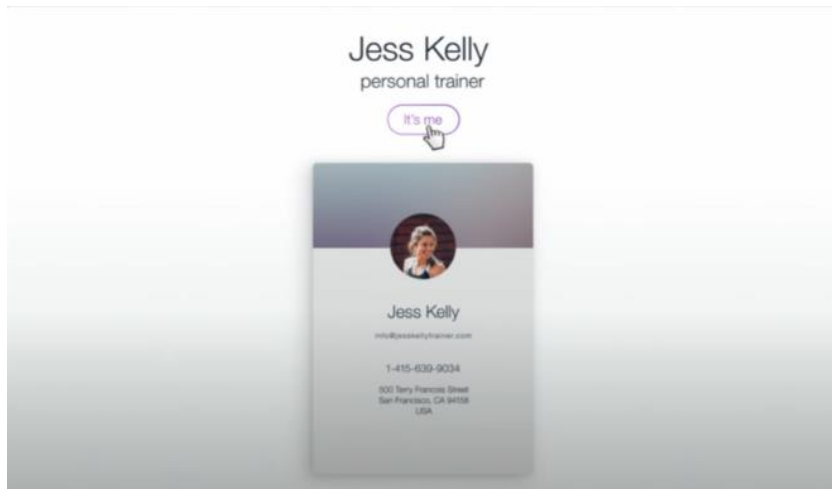 Jess Kelly
personal trainer
It's me
Jess Kelly
info@jesskellytrainer.com
1-415-639-9034
500 Terry Francois Street
San Francisco, CA 94158
USA